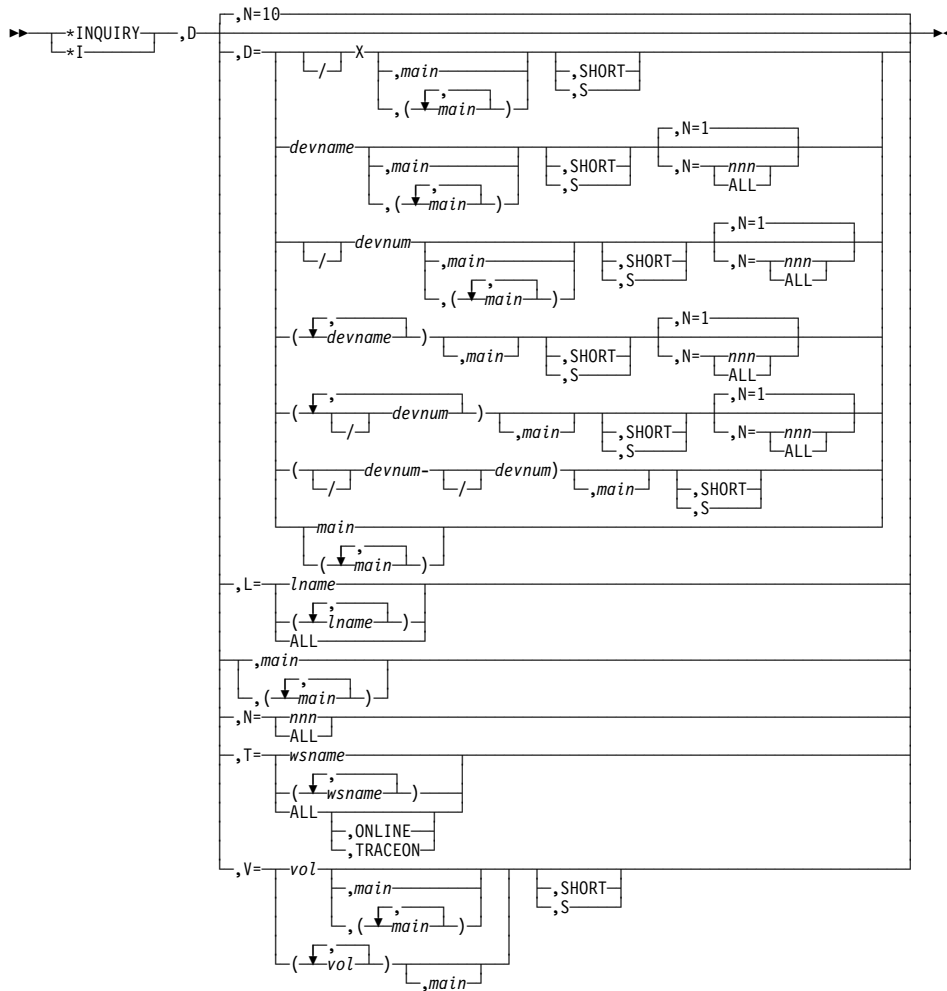 ,N=10
*INQUIRY ,D
*I ,D= X
/ ,main ,SHORT
,S
,( main )
,
devname ,N=1
,main ,SHORT ,N= nnn
,S ALL
,
,( main )
devnum ,N=1
/ ,main ,SHORT ,N= nnn
,S ALL
,
,( main )
,
( devname ) ,N=1
,main ,SHORT ,N= nnn
,S ALL
,
( devnum ) ,N=1
/ ,main ,SHORT ,N= nnn
,S ALL
( devnum- devnum)
/ / ,main ,SHORT
,S
main
,
( main )
,L= lname
,
( lname )
ALL
,main
,
,( main )
,N= nnn
ALL
,T= wsname
,
( wsname )
ALL
,ONLINE
,TRACEON
,V= vol
,main ,SHORT
,S
,
,( main )
,
( vol )
,main